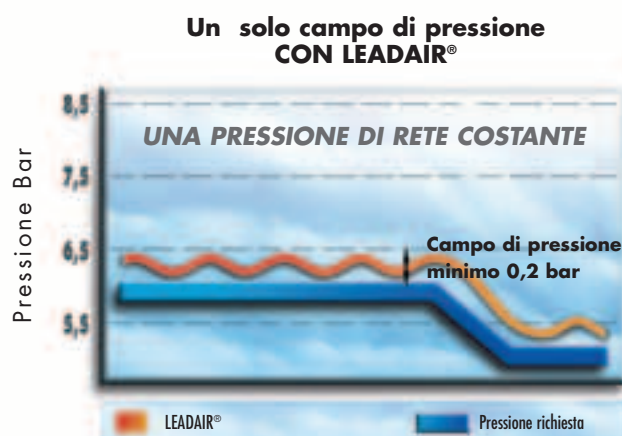 Un solo campo di pressione
CON LEADAIR®
UNA PRESSIONE DI RETE COSTANTE
Pressione Bar
8,5
7,5
6,5
5,5
Campo di pressione
minimo 0,2 bar
LEADAIR®
Pressione richiesta